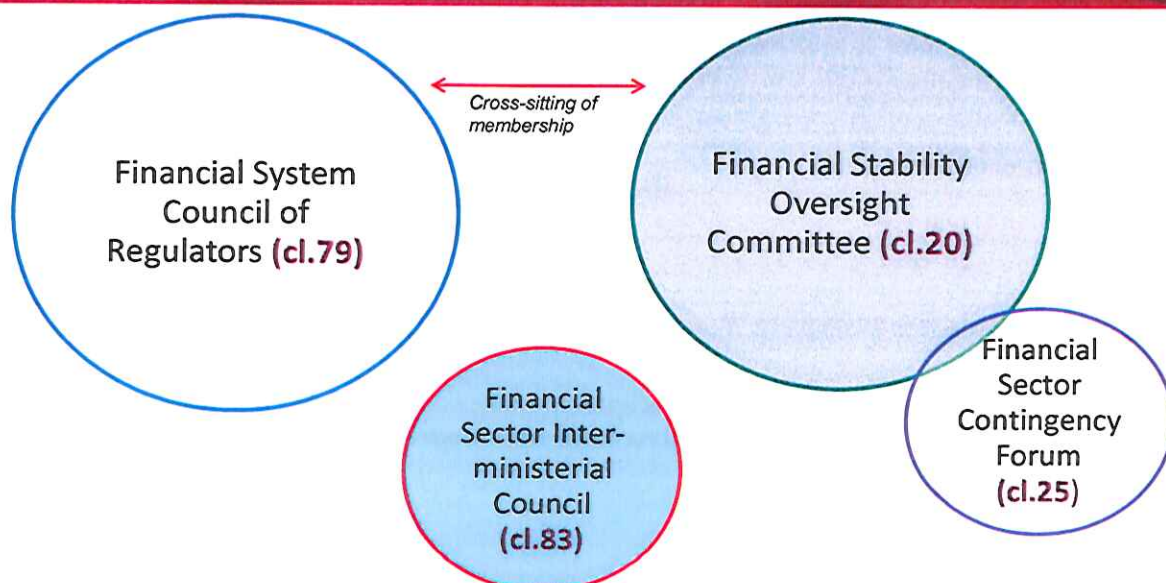 Financial System
Council of
Regulators (cl.79)
Cross-sitting of
membership
Financial Stability
Oversight
Committee (cl.20)
Financial
Sector Inter-
ministerial
Council
(cl.83)
Financial
Sector
Contingency
Forum
(cl.25)